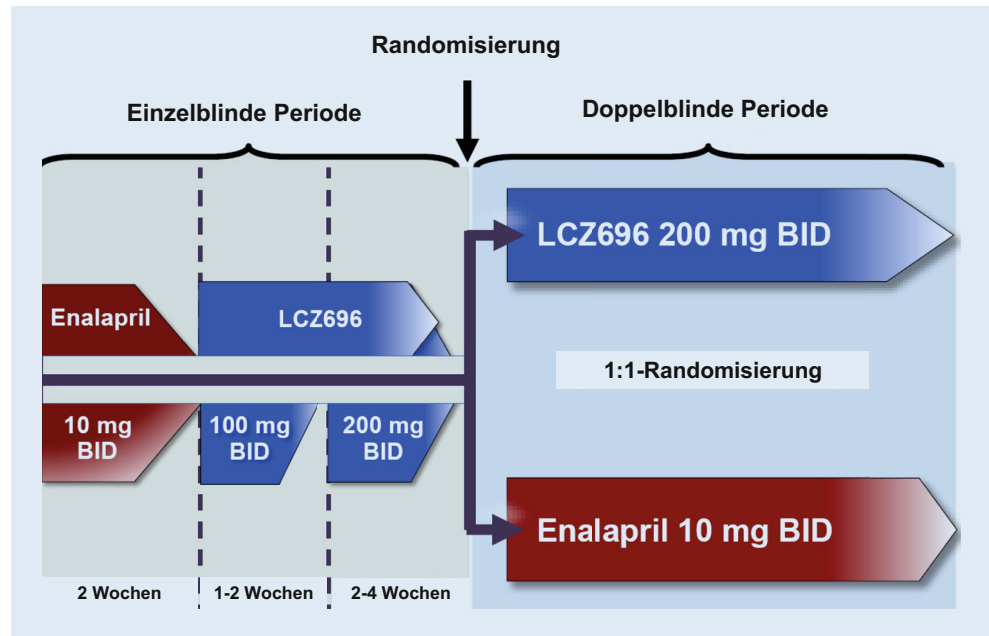 Randomisierung
Einzelblinde Periode
Doppelblinde Periode
LCZ696 200 mg BID
Enalapril
LCZ696
1:1-Randomisierung
10 mg
BID
100 mg
BID
200 mg
BID
Enalapril 10 mg BID
2 Wochen
1-2 Wochen
2-4 Wochen